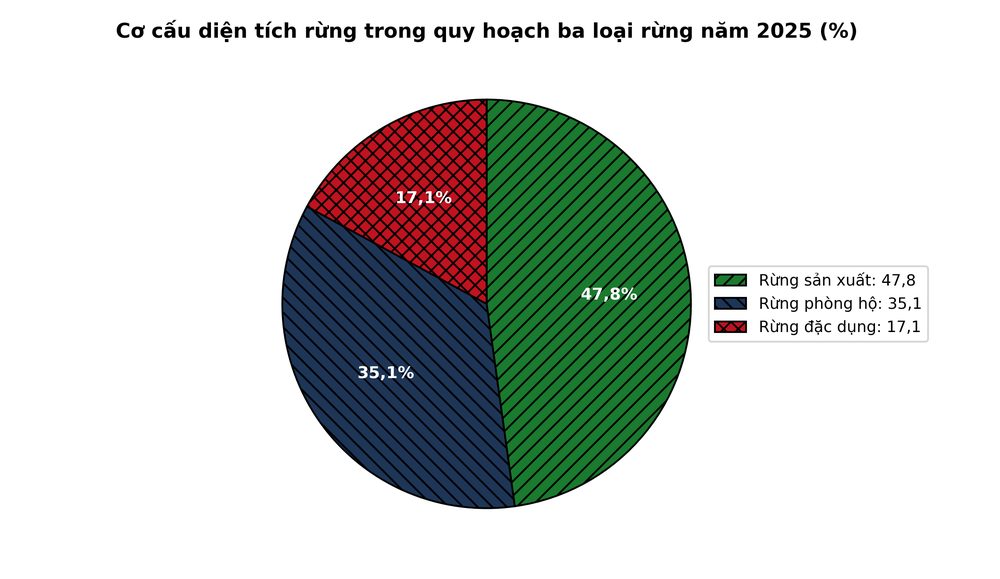 Cơ cấu diện tích rừng trong quy hoạch ba loại rừng năm 2025 (%)
17,1%
47,8%
35,1%
Rừng sản xuất: 47,8
Rừng phòng hộ: 35,1
Rừng đặc dụng: 17,1